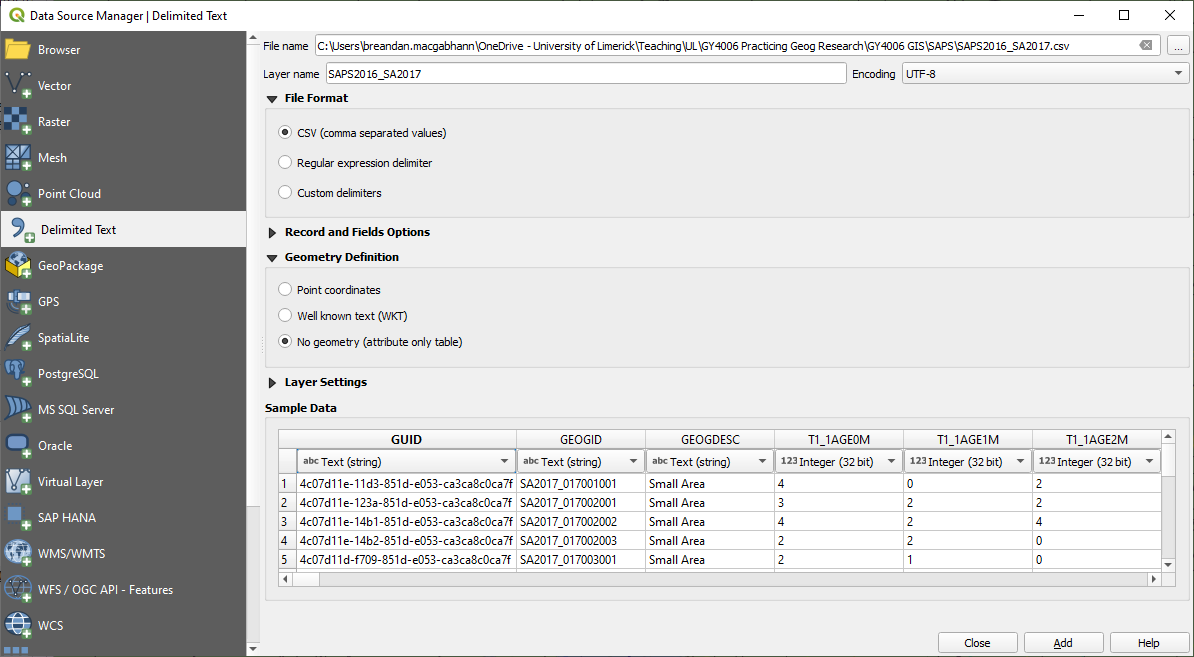 Data Source Manager | Delimited Text
Browser
Vector
Raster
Mesh
Point Cloud
Delimited Text
GeoPackage
GPS
SpatiaLite
PostgreSQL
MS SQL Server
Oracle
Virtual Layer
SAP HANA
WMS/WMTS
WFS / OGC API - Features
WCS
File name C:\Users\breandan.macgabhann\OneDrive - University of Limerick\Teaching\UL\GY4006 Practicing Geog Research\GY4006 GIS\SAPS\SAPS2016_SA2017.csv ...
Layer name SAPS2016_SA2017 Encoding UTF-8
File Format
CSV (comma separated values)
Regular expression delimiter
Custom delimiters
Record and Fields Options
Geometry Definition
Point coordinates
Well known text (WKT)
No geometry (attribute only table)
Layer Settings
Sample Data
GUID GEOGID GEOGDESC T1_1AGE0M T1_1AGE1M T1_1AGE2M
abc Text (string) abc Text (string) abc Text (string) 123 Integer (32 bit) 123 Integer (32 bit) 123 Integer (32 bit)
1 4c07d11e-11d3-851d-e053-ca3ca8c0ca7f SA2017_017001001 Small Area 4 0 2
2 4c07d11e-123a-851d-e053-ca3ca8c0ca7f SA2017_017002001 Small Area 3 2 2
3 4c07d11e-14b1-851d-e053-ca3ca8c0ca7f SA2017_017002002 Small Area 4 2 4
4 4c07d11e-14b2-851d-e053-ca3ca8c0ca7f SA2017_017002003 Small Area 2 2 0
5 4c07d11d-f709-851d-e053-ca3ca8c0ca7f SA2017_017003001 Small Area 2 1 0
Close Add Help